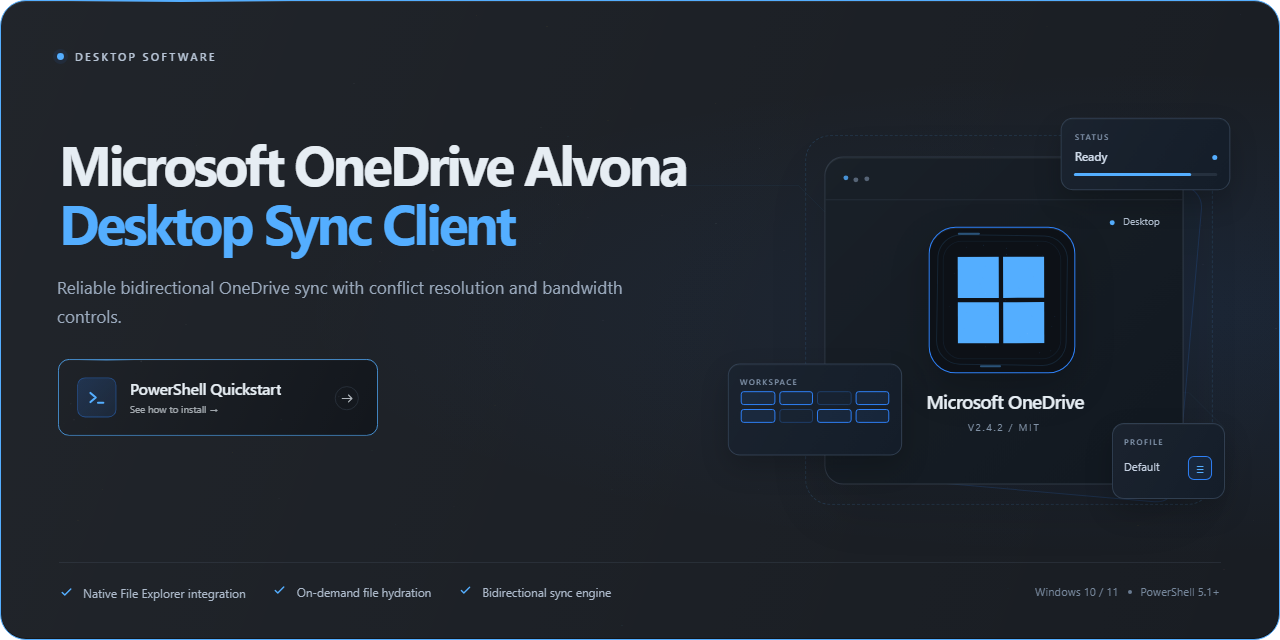 DESKTOP SOFTWARE
Microsoft OneDrive Alvona
Desktop Sync Client
Reliable bidirectional OneDrive sync with conflict resolution and bandwidth
controls.
PowerShell Quickstart
See how to install →
STATUS
Ready
Desktop
WORKSPACE
Microsoft OneDrive
V2.4.2 / MIT
PROFILE
Default
Native File Explorer integration
On-demand file hydration
Bidirectional sync engine
Windows 10 / 11 • PowerShell 5.1+